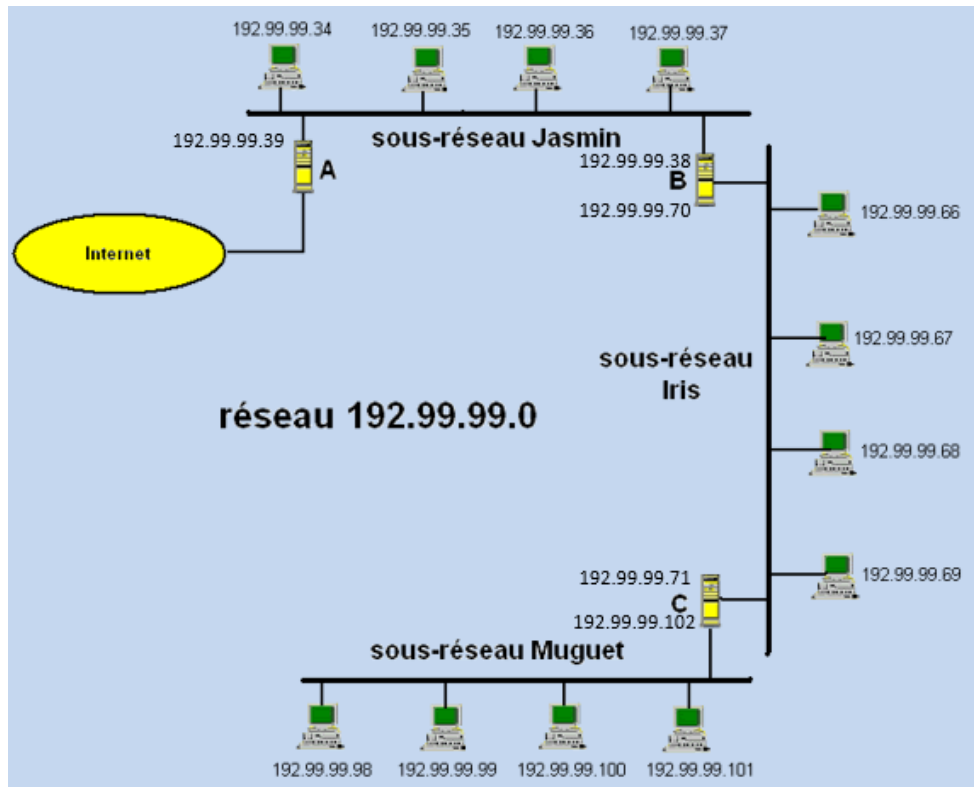 192.99.99.34
192.99.99.35
192.99.99.36
192.99.99.37
192.99.99.39
A
sous-réseau Jasmin
192.99.99.38
B
192.99.99.70
192.99.99.66
Internet
192.99.99.67
sous-réseau
Iris
réseau 192.99.99.0
192.99.99.68
192.99.99.69
192.99.99.71
C
192.99.99.102
sous-réseau Muguet
192.99.99.98
192.99.99.99
192.99.99.100
192.99.99.101